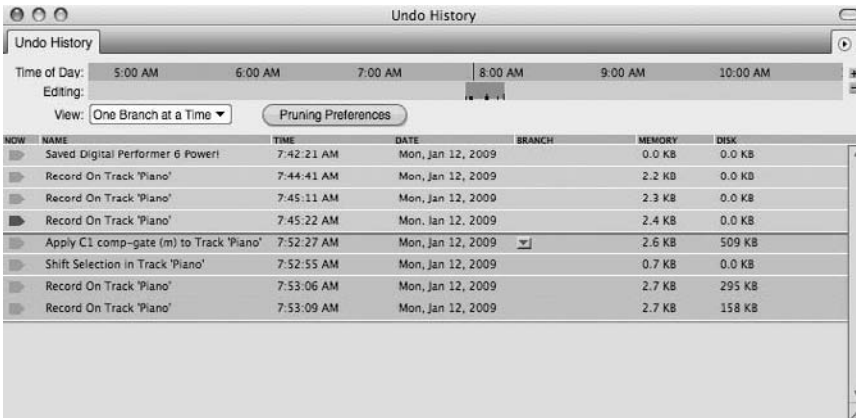 Undo History
Undo History
Time of Day: 5:00 AM 6:00 AM 7:00 AM 8:00 AM 9:00 AM 10:00 AM
Editing:
View: One Branch at a Time Pruning Preferences
NOW NAME TIME DATE BRANCH MEMORY DISK
Saved Digital Performer 6 Power! 7:42:21 AM Mon, Jan 12, 2009 0.0 KB 0.0 KB
Record On Track 'Piano' 7:44:41 AM Mon, Jan 12, 2009 2.2 KB 0.0 KB
Record On Track 'Piano' 7:45:11 AM Mon, Jan 12, 2009 2.3 KB 0.0 KB
Record On Track 'Piano' 7:45:22 AM Mon, Jan 12, 2009 2.4 KB 0.0 KB
Apply C1 comp-gate (m) to Track 'Piano' 7:52:27 AM Mon, Jan 12, 2009 2.6 KB 509 KB
Shift Selection in Track 'Piano' 7:52:55 AM Mon, Jan 12, 2009 0.7 KB 0.0 KB
Record On Track 'Piano' 7:53:06 AM Mon, Jan 12, 2009 2.7 KB 295 KB
Record On Track 'Piano' 7:53:09 AM Mon, Jan 12, 2009 2.7 KB 158 KB